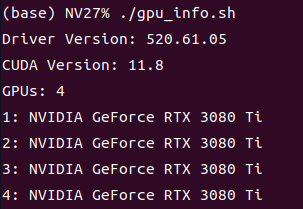 (base) NV27% ./gpu_info.sh
Driver Version: 520.61.05
CUDA Version: 11.8
GPUs: 4
1: NVIDIA GeForce RTX 3080 Ti
2: NVIDIA GeForce RTX 3080 Ti
3: NVIDIA GeForce RTX 3080 Ti
4: NVIDIA GeForce RTX 3080 Ti